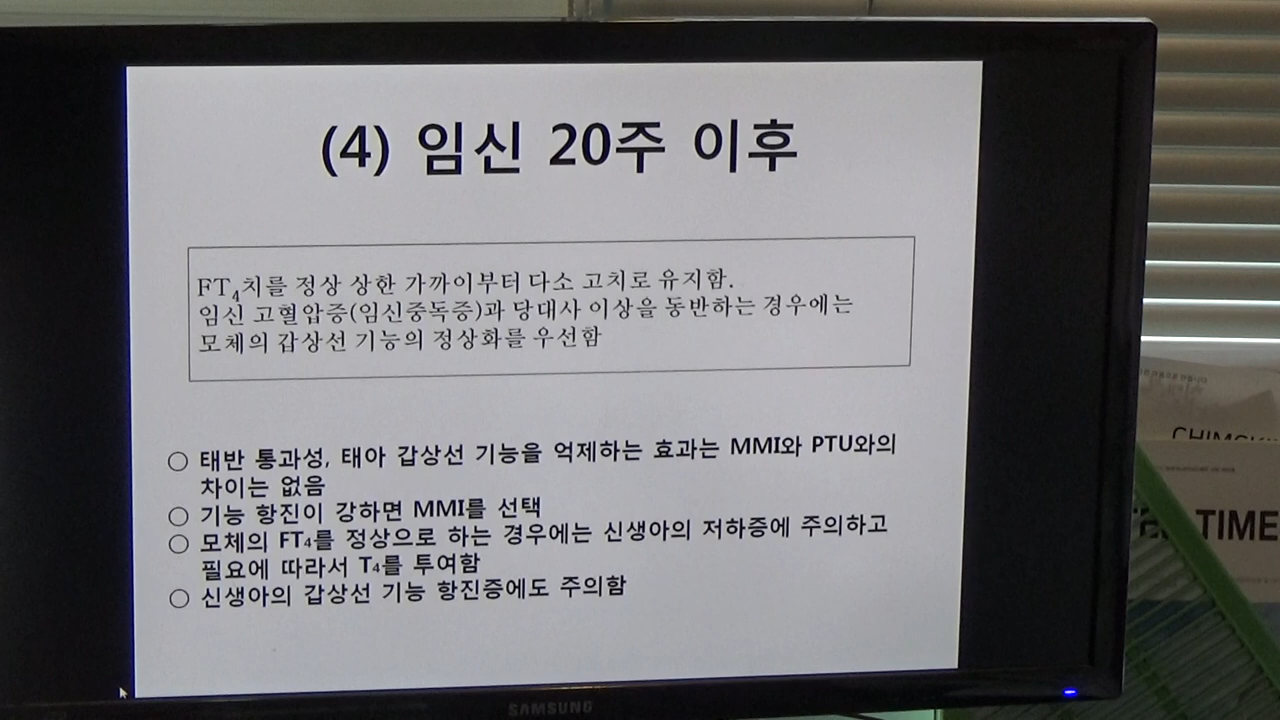 (4) 임신 20주 이후
FT4치를 정상 상한 가까이부터 다소 고치로 유지함.
임신 고혈압증(임신중독증)과 당대사 이상을 동반하는 경우에는
모체의 갑상선 기능의 정상화를 우선함
○ 태반 통과성, 태아 갑상선 기능을 억제하는 효과는 MMI와 PTU와의
차이는 없음
○ 기능 항진이 강하면 MMI를 선택
○ 모체의 FT4를 정상으로 하는 경우에는 신생아의 저하증에 주의하고
필요에 따라서 T4를 투여함
○ 신생아의 갑상선 기능 항진증에도 주의함
SAMSUNG
TIME